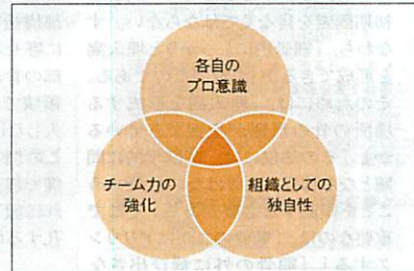 各自の
プロ意識
チーム力の
強化
組織としての
独自性